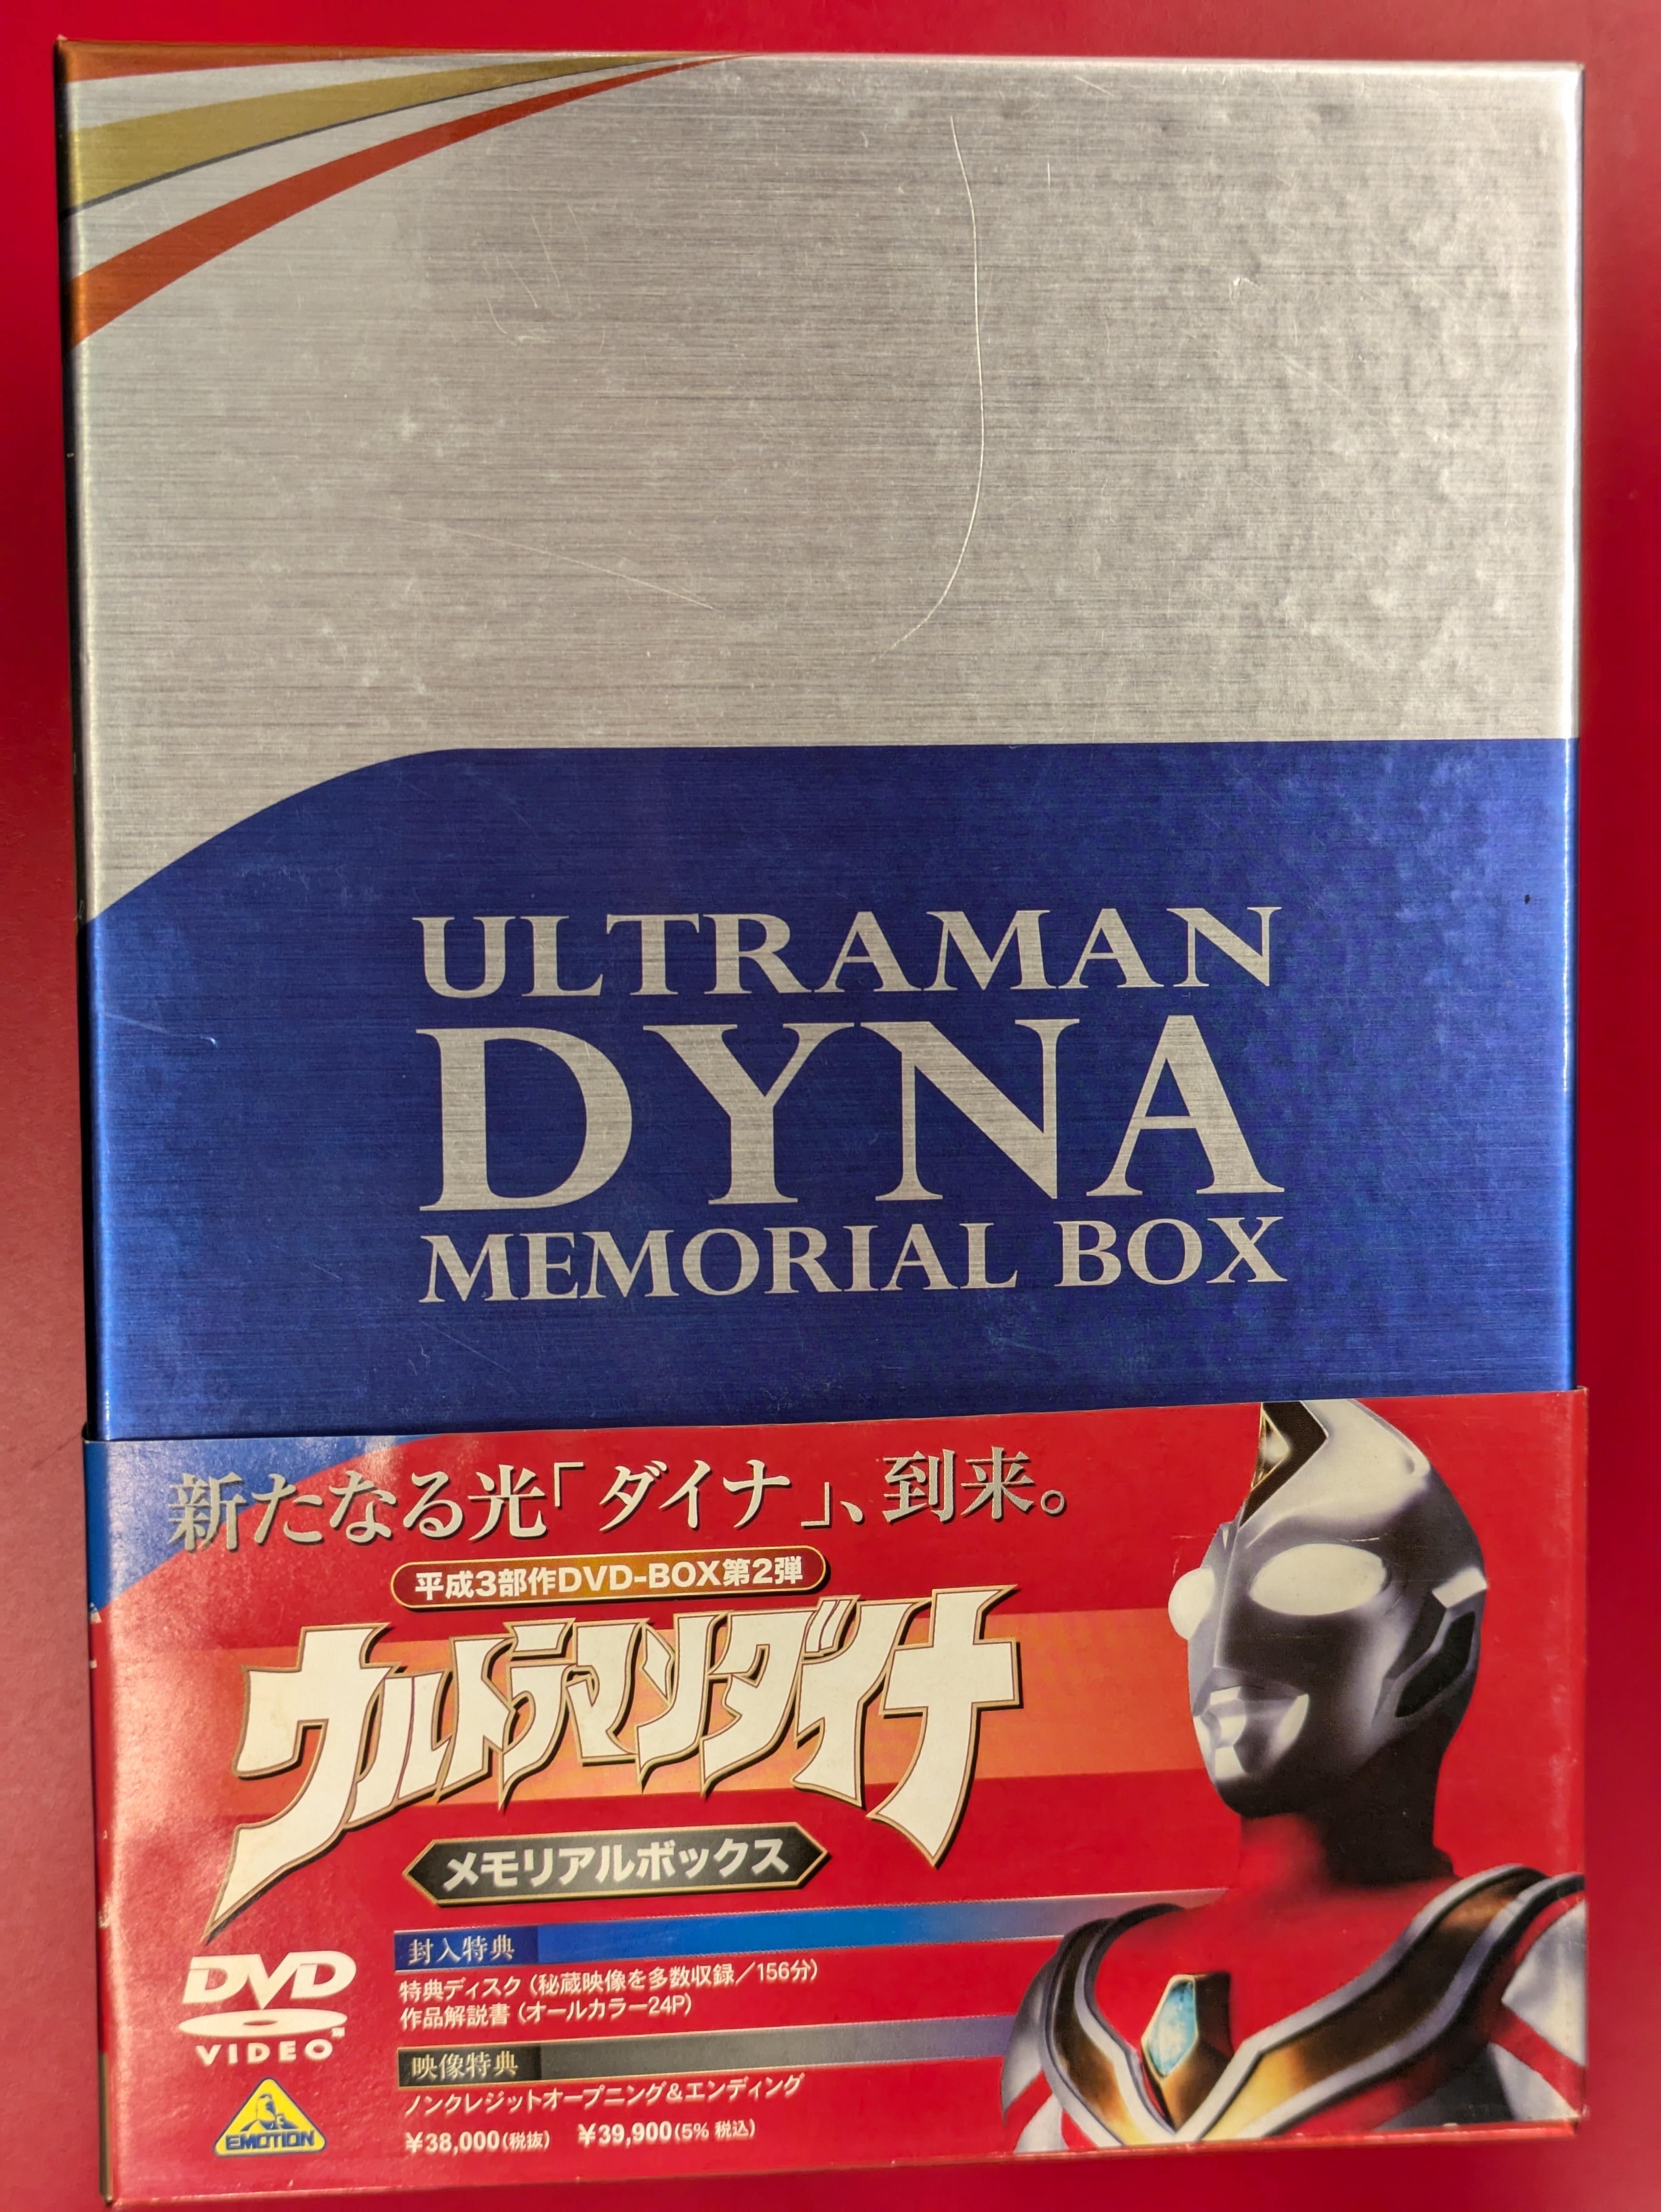 ULTRAMAN
DYNA
MEMORIAL BOX
新たなる光「ダイナ」、到来。
平成3部作DVD-BOX第2弾
ウルトラマンダイナ
メモリアルボックス
封入特典
特典ディスク（秘蔵映像を多数収録／156分）
作品解説書（オールカラー24P）
映像特典
ノンクレジットオープニング&エンディング
¥38,000(税抜) ¥39,900(5% 税込)
DVD
VIDEO
EMOTION